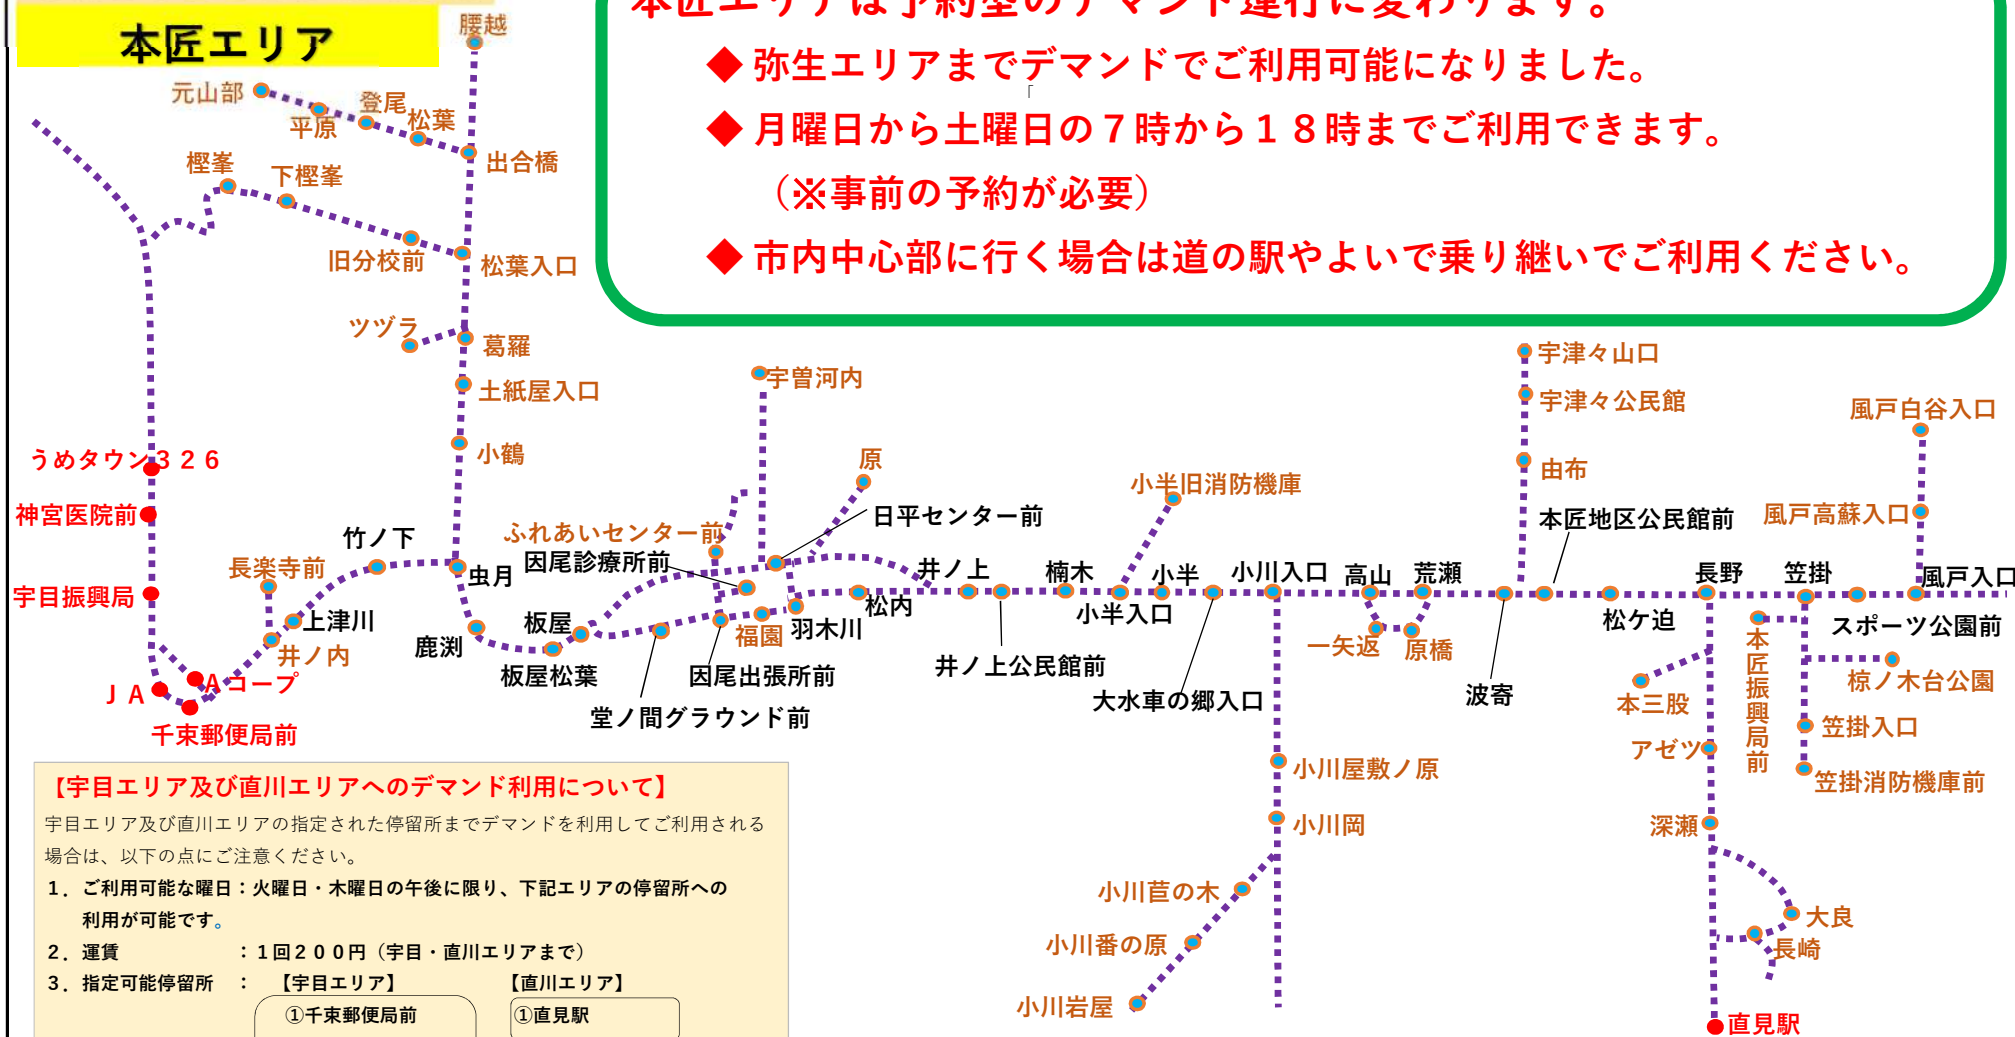 本匠エリアは予約型のデマンド運行に変わります。
◆ 弥生エリアまでデマンドでご利用可能になりました。
◆ 月曜日から土曜日の７時から１８時までご利用できます。
（※事前の予約が必要）
◆ 市内中心部に行く場合は道の駅やよいで乗り継いでご利用ください。
本匠エリア
腰越
元山部
平原
登尾
松葉
出合橋
樫峯
下樫峯
旧分校前
松葉入口
ツヅラ
葛羅
土紙屋入口
小鶴
うめタウン３２６
神宮医院前
宇目振興局
ＪＡ
Aコープ
千束郵便局前
長楽寺前
井ノ内
上津川
竹ノ下
虫月
鹿渕
板屋松葉
板屋
堂ノ間グラウンド前
ふれあいセンター前
因尾診療所前
因尾出張所前
福園
羽木川
宇曽河内
原
日平センター前
松内
井ノ上
井ノ上公民館前
楠木
小半旧消防機庫
小半入口
小半
大水車の郷入口
小川入口
小川屋敷ノ原
小川岡
小川苣の木
小川番の原
小川岩屋
高山
荒瀬
一矢返
原橋
波寄
宇津々山口
宇津々公民館
由布
本匠地区公民館前
松ケ迫
長野
本三股
アゼツ
深瀬
大良
長崎
直見駅
笠掛
本匠振興局前
笠掛入口
笠掛消防機庫前
椋ノ木台公園
スポーツ公園前
風戸入口
風戸高蘇入口
風戸白谷入口
【宇目エリア及び直川エリアへのデマンド利用について】
宇目エリア及び直川エリアの指定された停留所までデマンドを利用してご利用される
場合は、以下の点にご注意ください。
1．ご利用可能な曜日：火曜日・木曜日の午後に限り、下記エリアの停留所への
利用が可能です。
2．運賃 ：１回２００円（宇目・直川エリアまで）
3．指定可能停留所 ： 【宇目エリア】 【直川エリア】
①千束郵便局前 ①直見駅